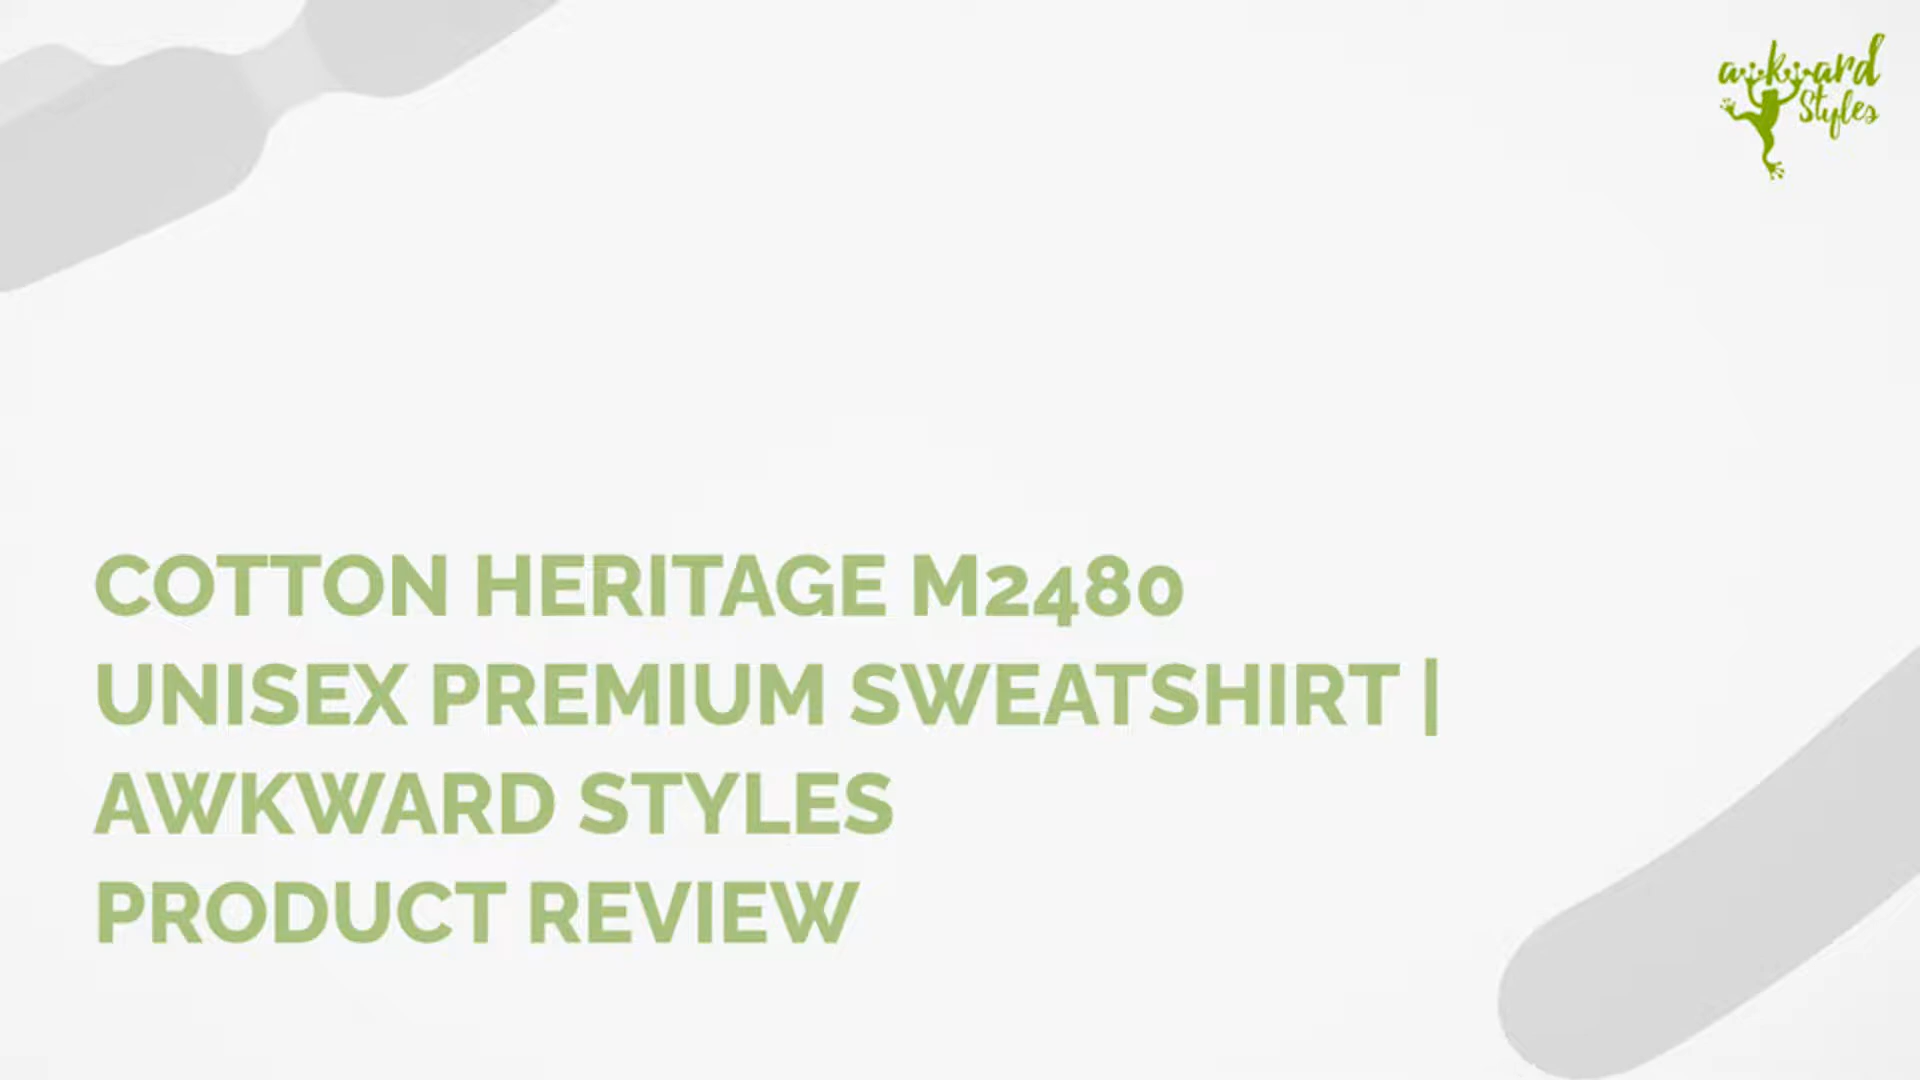 awkward
Styles
COTTON HERITAGE M2480
UNISEX PREMIUM SWEATSHIRT |
AWKWARD STYLES
PRODUCT REVIEW